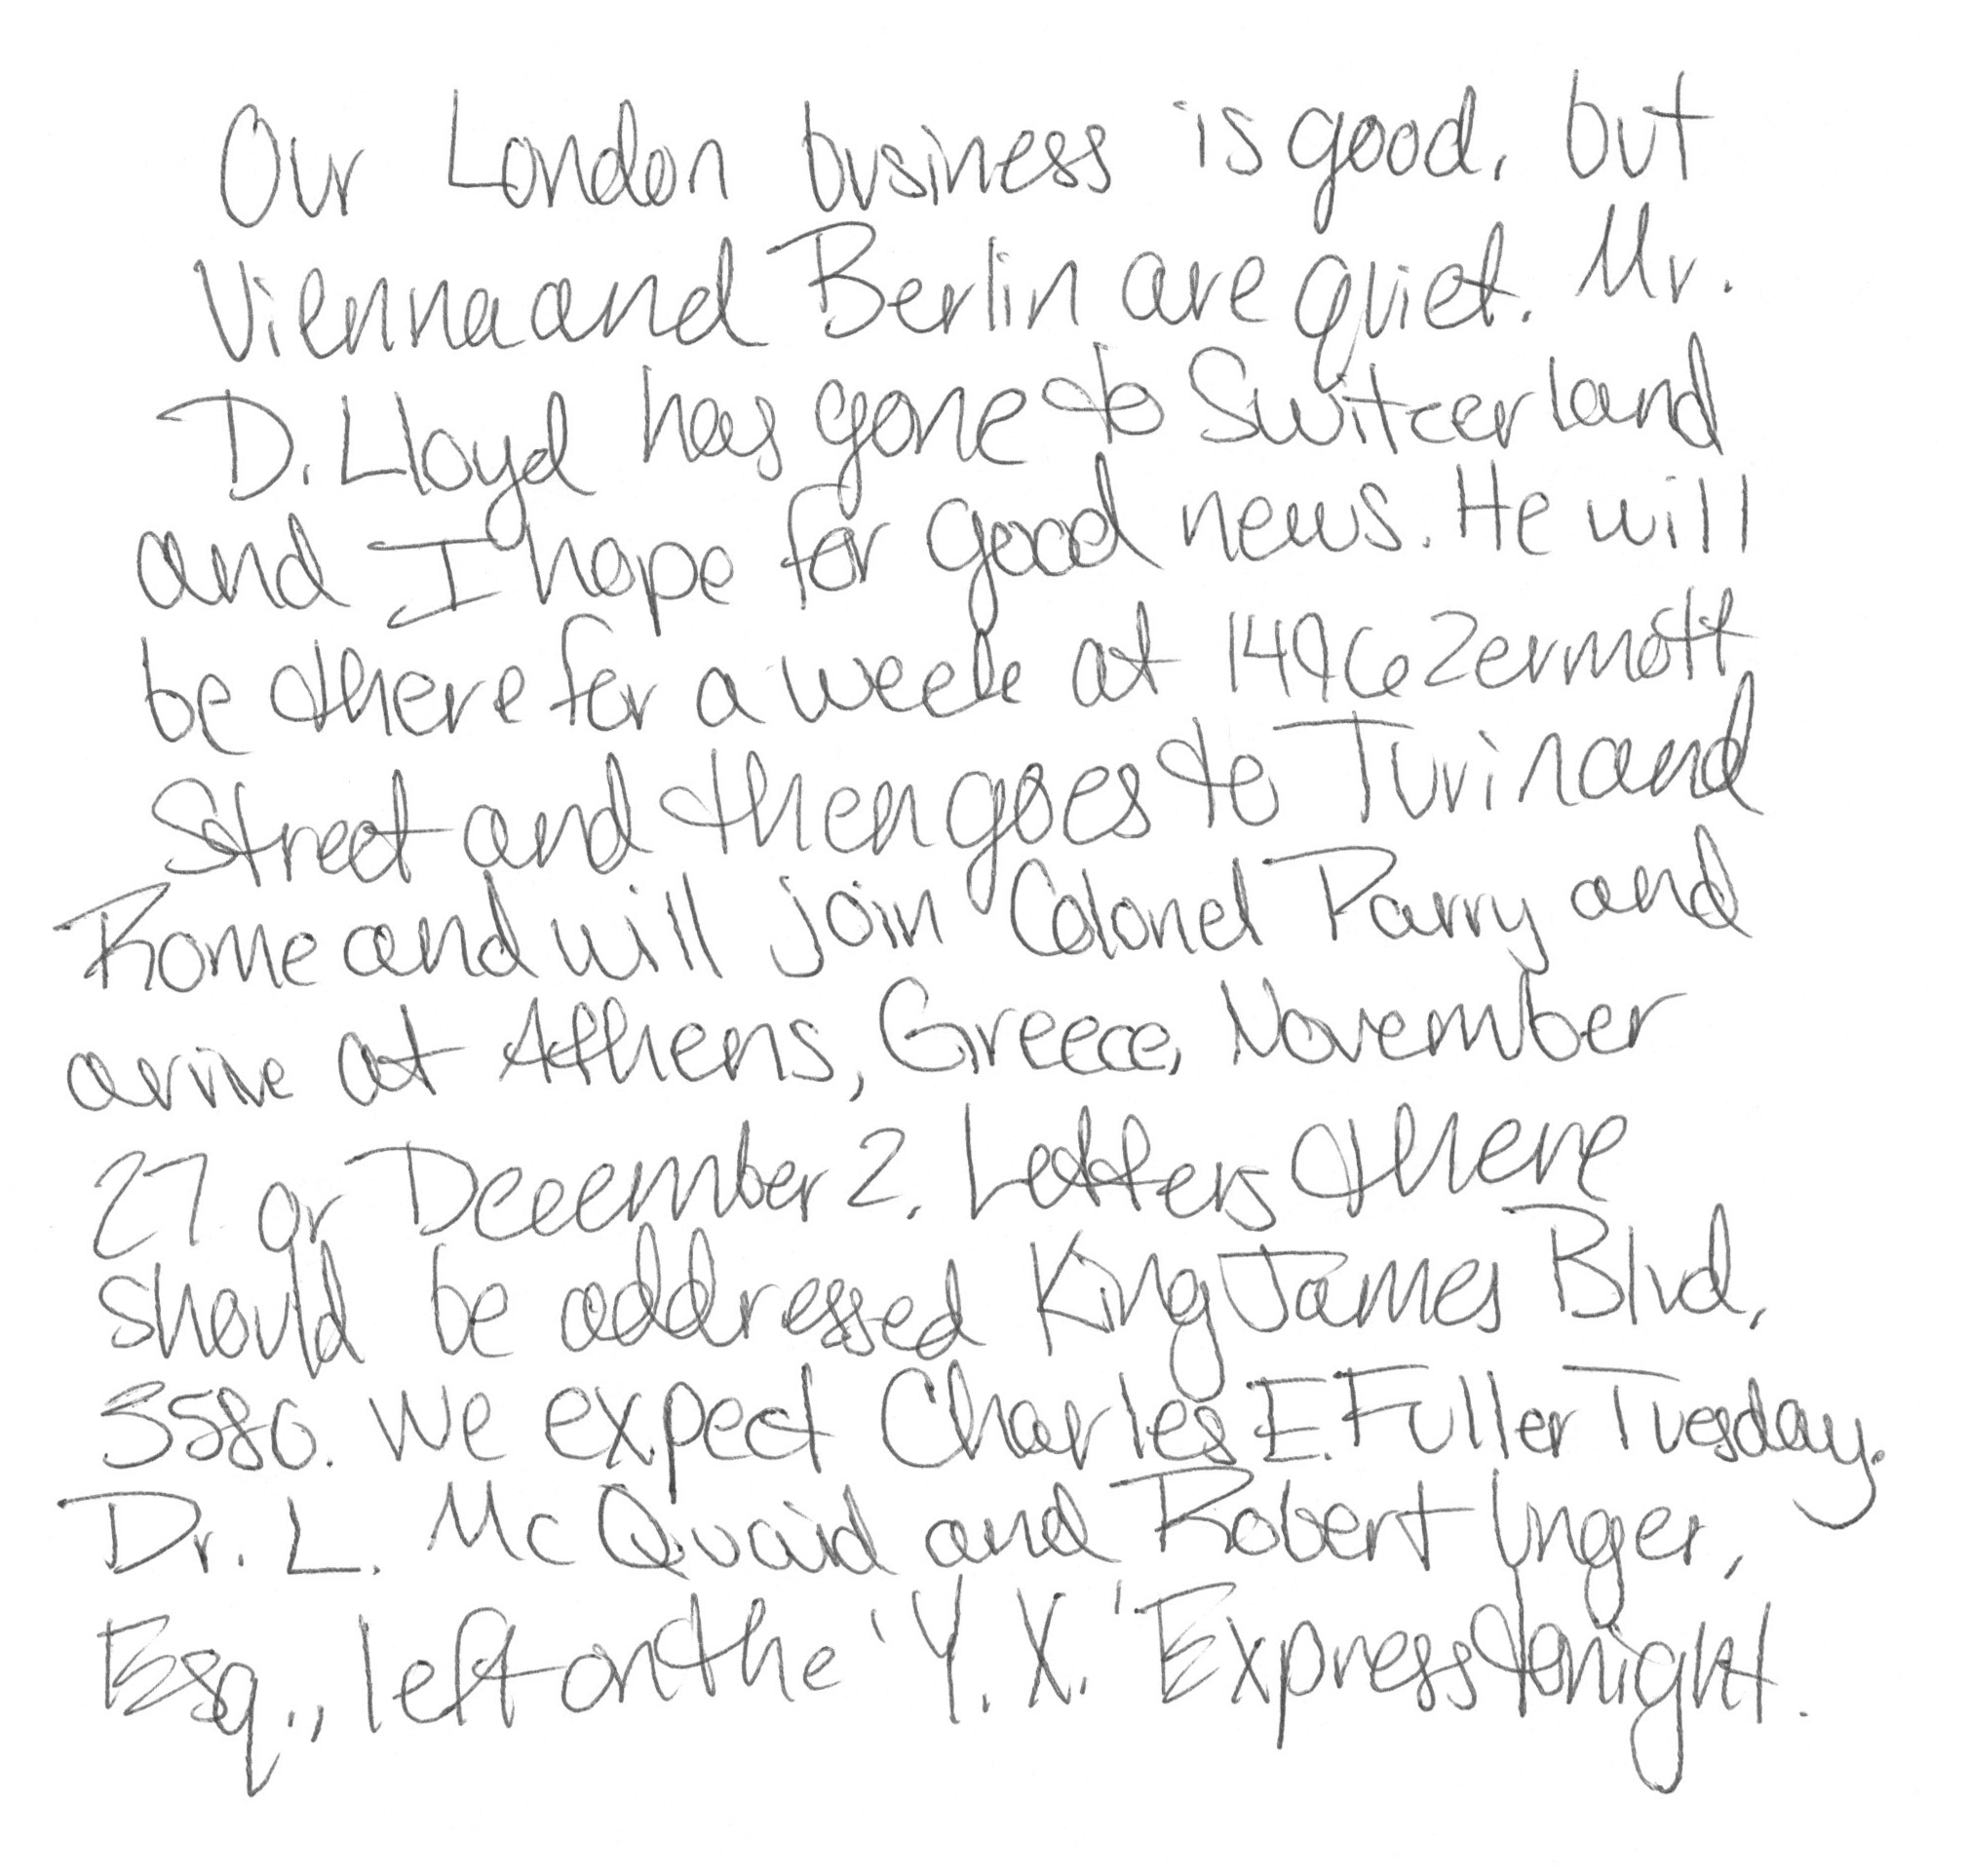 Our London business is good, but
Vienna and Berlin are quiet. Mr.
D. Lloyd has gone to Switzerland
and I hope for good news. He will
be there for a week at 1496 Zermott
Street and then goes to Turin and
Rome and will join Colonel Parry and
arrive at Athens, Greece, November
27 or December 2. Letters there
should be addressed King James Blvd.
3580. We expect Charles E. Fuller Tuesday.
Dr. L. McQuaid and Robert Unger,
Esq., left on the 'Y. X.' Express tonight.